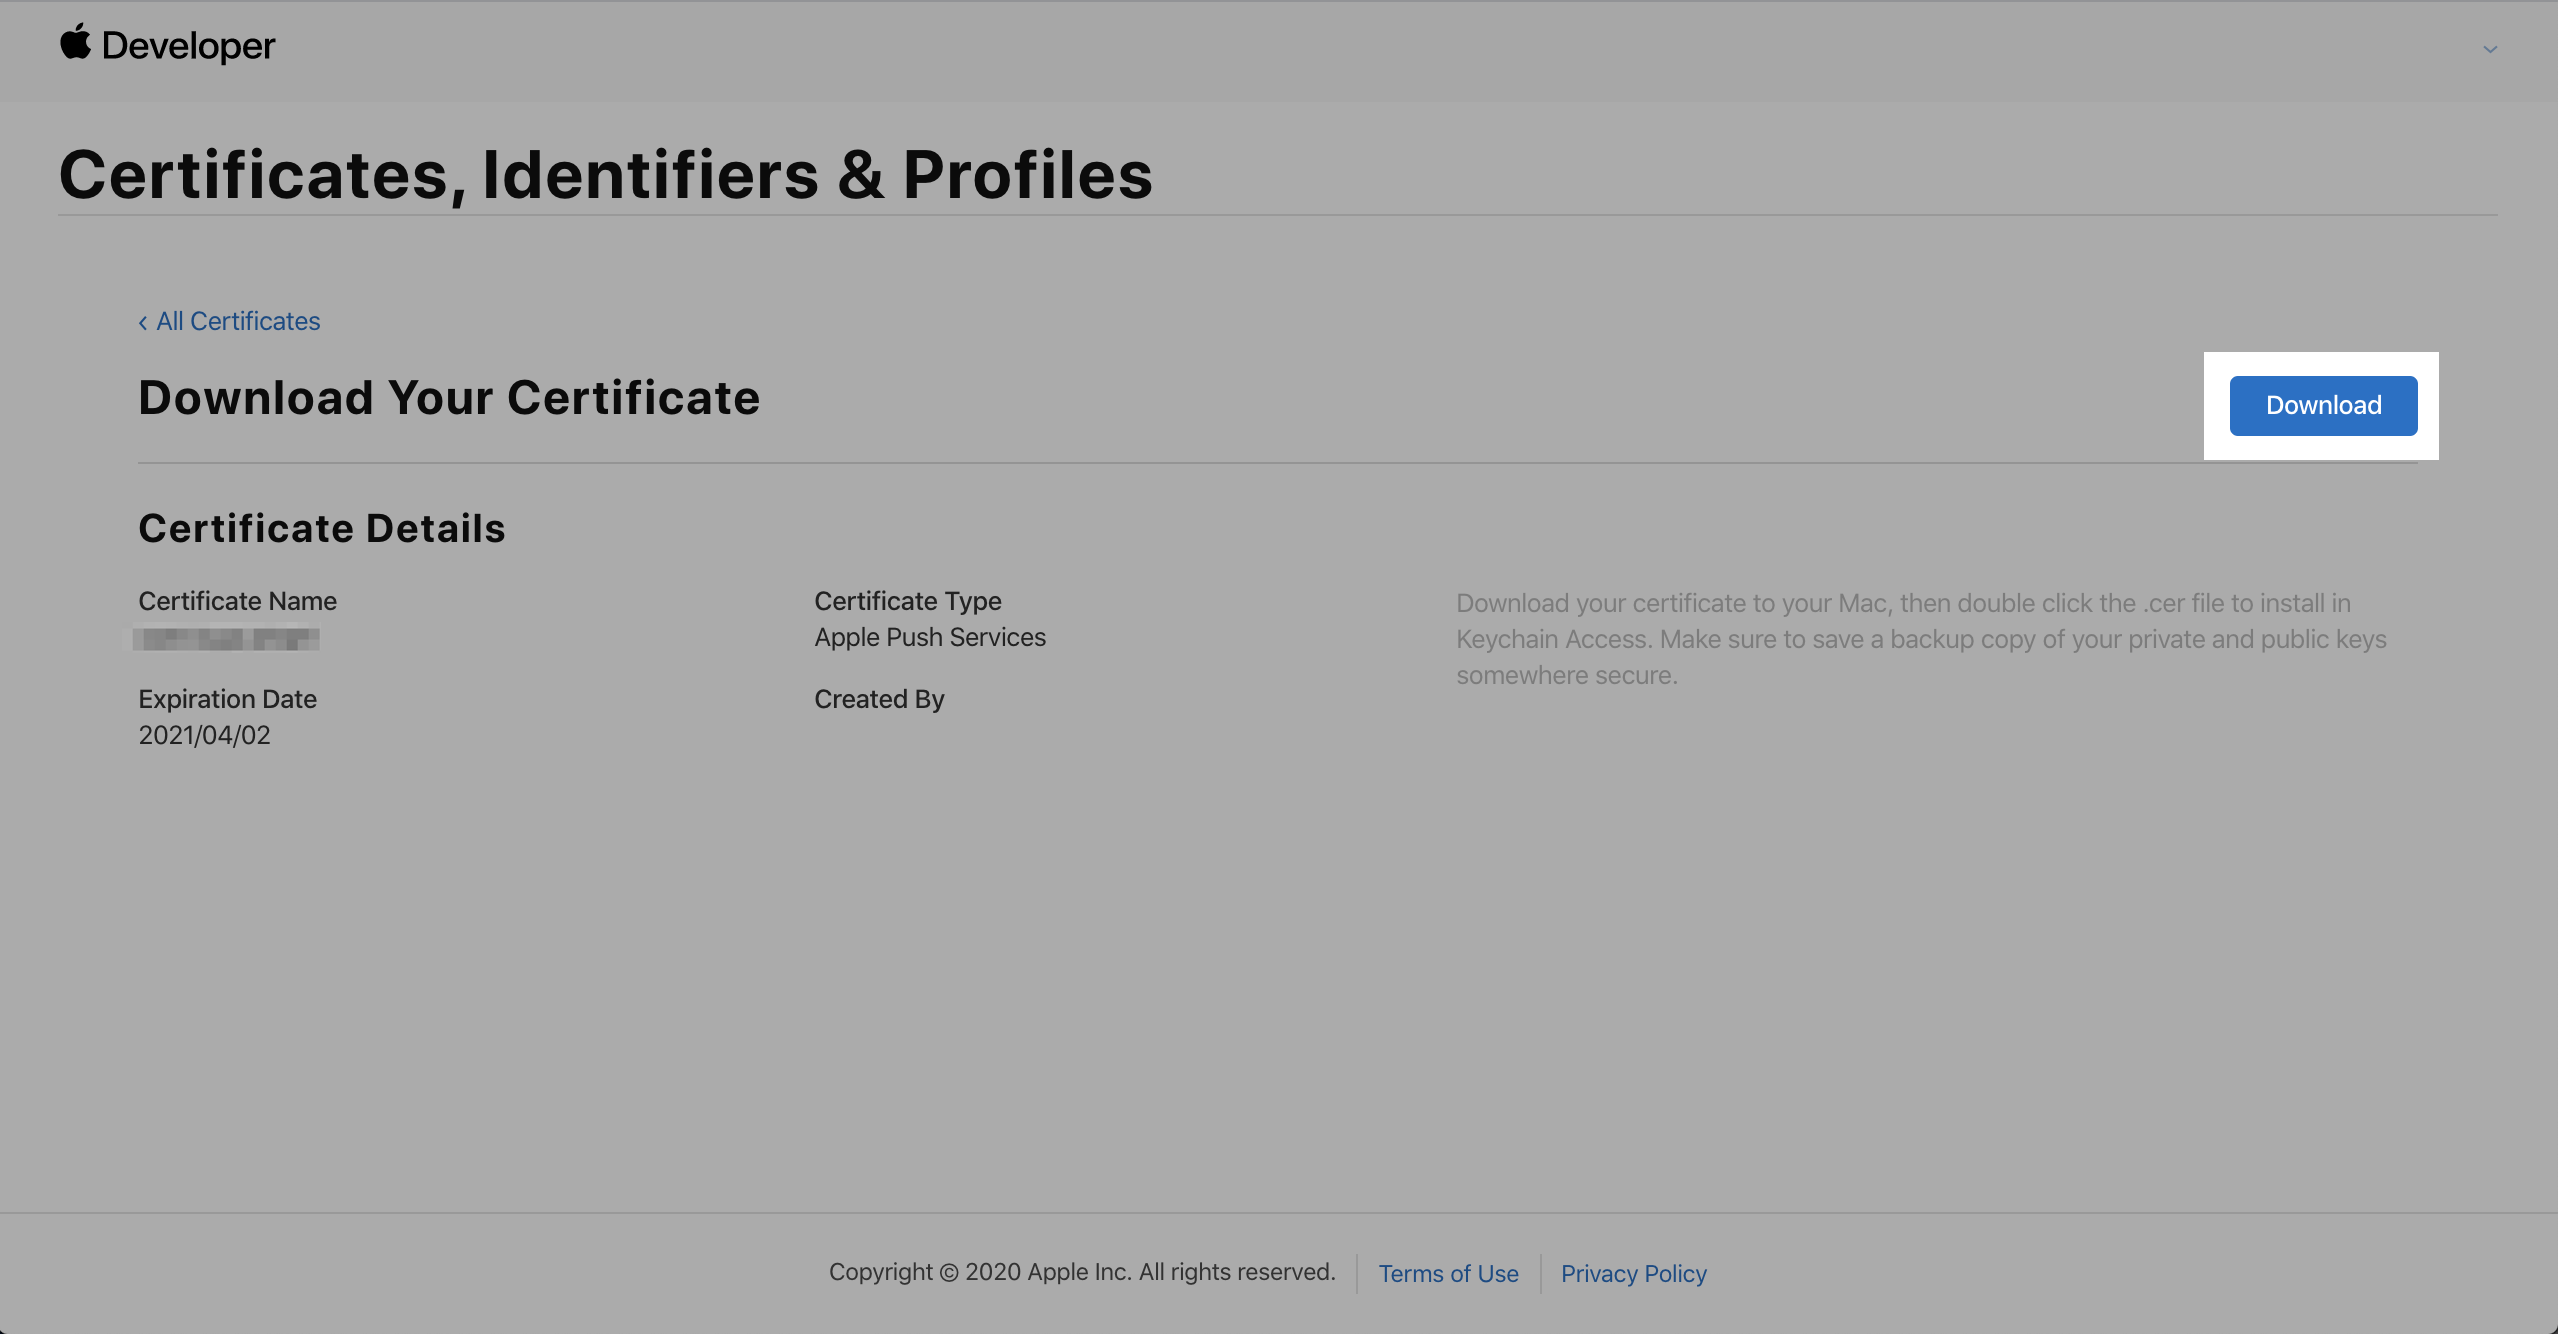 Developer
Certificates, Identifiers & Profiles
‹ All Certificates
Download Your Certificate
Download
Certificate Details
Certificate Name
Certificate Type
Apple Push Services
Expiration Date
2021/04/02
Created By
Download your certificate to your Mac, then double click the .cer file to install in
Keychain Access. Make sure to save a backup copy of your private and public keys
somewhere secure.
Copyright © 2020 Apple Inc. All rights reserved.
Terms of Use
Privacy Policy